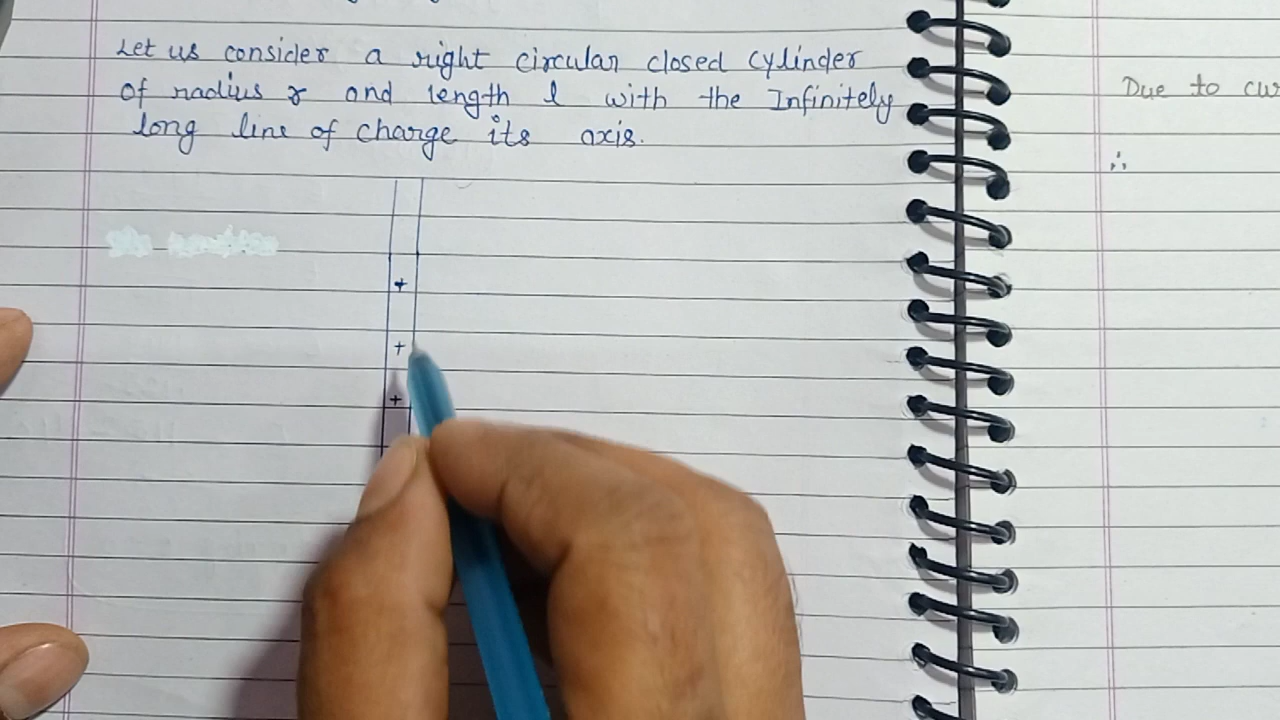 Let us consider a right circular closed cylinder
of radius r and length l with the Infinitely
long line of charge its axis.
+
+
+
Due to cur
∴